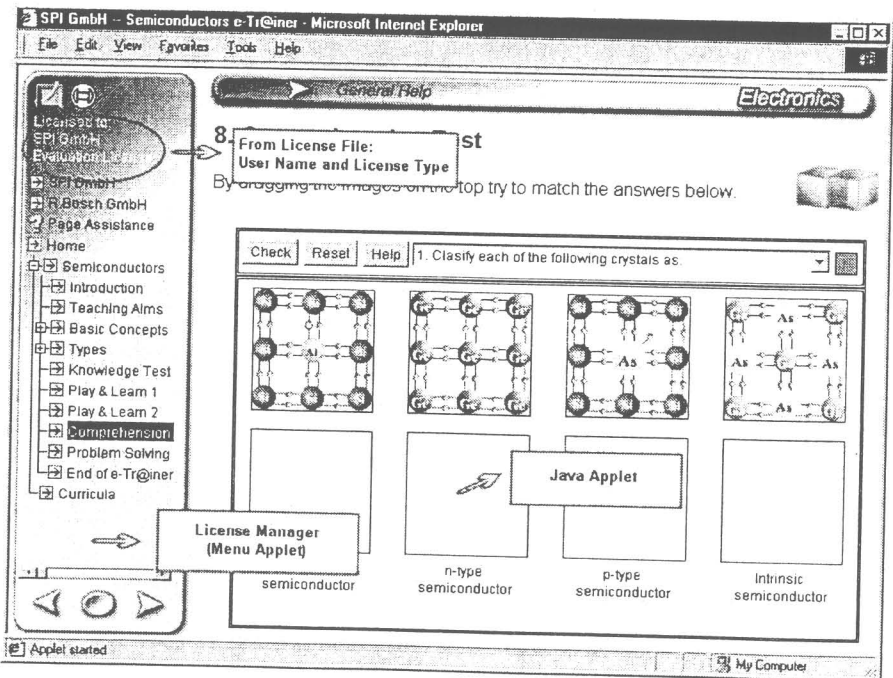 SPI GmbH -- Semiconductors e-Tr@iner - Microsoft Internet Explorer
File Edit View Favorites Tools Help
General Help
Electronics
Licensed to:
SPI GmbH
Evaluation License
SPI GmbH
R.Bosch GmbH
Page Assistance
Home
Semiconductors
Introduction
Teaching Aims
Basic Concepts
Types
Knowledge Test
Play & Learn 1
Play & Learn 2
Comprehension
Problem Solving
End of e-Tr@iner
Curricula
From License File:
User Name and License Type
8.
st
By dragging the images on the top try to match the answers below.
Check Reset Help 1. Clasify each of the following crystals as.
Al
As
As
As
As
As
As
Java Applet
License Manager
(Menu Applet)
semiconductor
n-type
semiconductor
p-type
semiconductor
Intrinsic
semiconductor
Applet started
My Computer